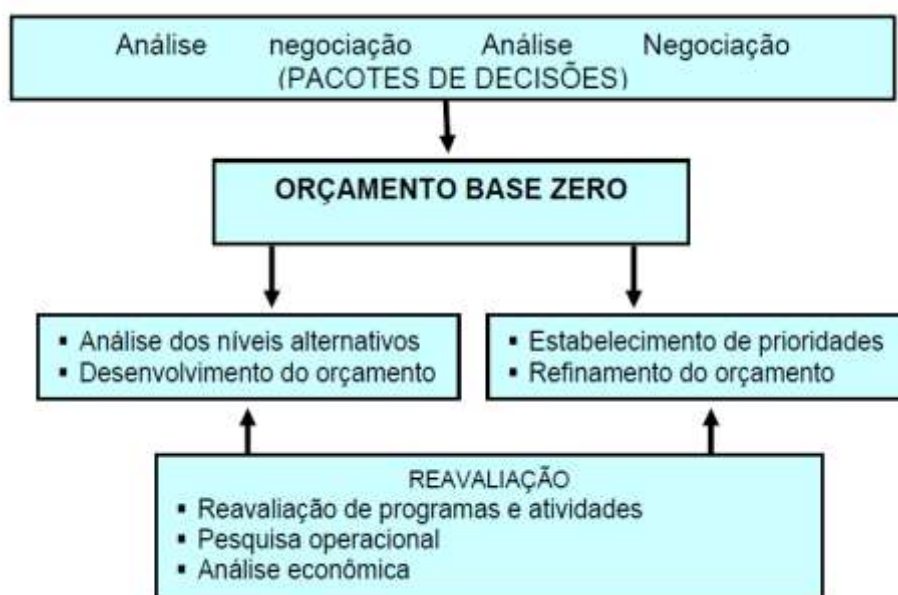 Análise negociação Análise Negociação
(PACOTES DE DECISÕES)
ORÇAMENTO BASE ZERO
▪ Análise dos níveis alternativos
▪ Desenvolvimento do orçamento
▪ Estabelecimento de prioridades
▪ Refinamento do orçamento
REAVALIAÇÃO
▪ Reavaliação de programas e atividades
▪ Pesquisa operacional
▪ Análise econômica